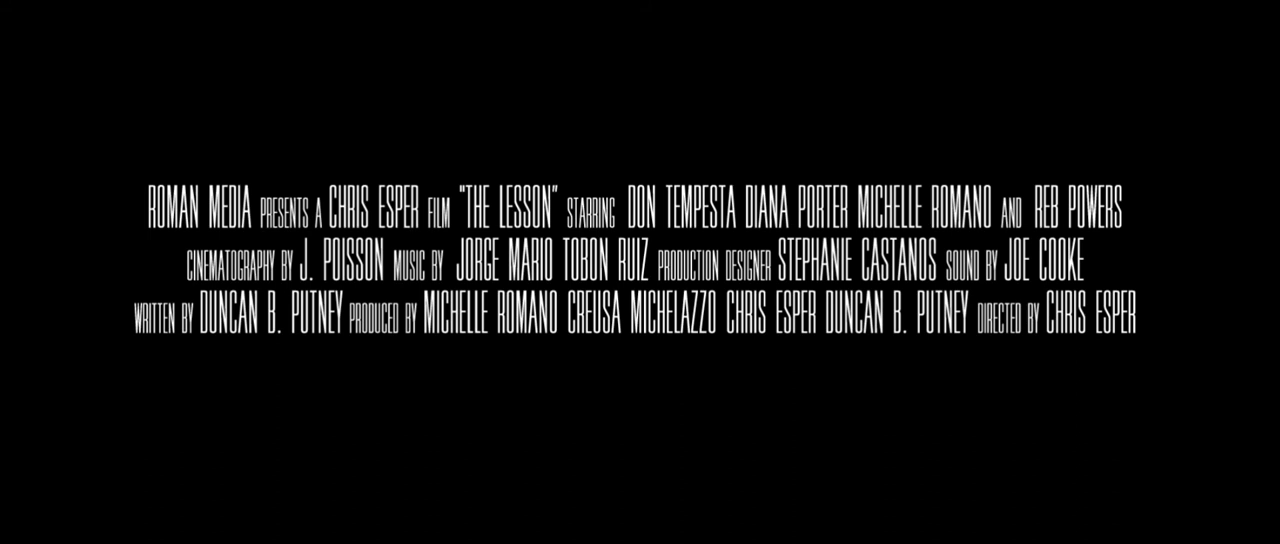 ROMAN MEDIA PRESENTS A CHRIS ESPER FILM "THE LESSON" STARRING DON TEMPESTA DIANA PORTER MICHELLE ROMANO AND REB POWERS
CINEMATOGRAPHY BY J. POISSON MUSIC BY JORGE MARIO TOBON RUIZ PRODUCTION DESIGNER STEPHANIE CASTANOS SOUND BY JOE COOKE
WRITTEN BY DUNCAN B. PUTNEY PRODUCED BY MICHELLE ROMANO CREUSA MICHELAZZO CHRIS ESPER DUNCAN B. PUTNEY DIRECTED BY CHRIS ESPER